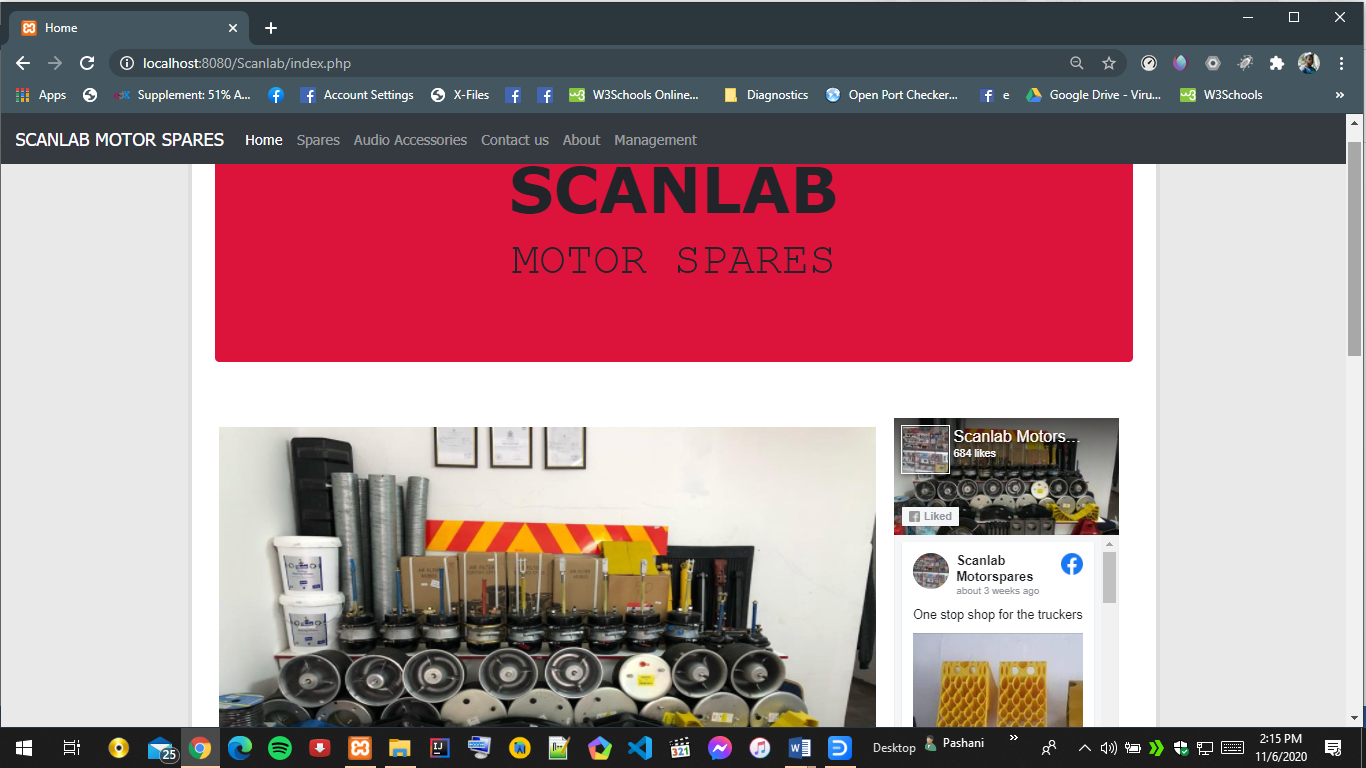 Home
localhost:8080/Scanlab/index.php
Apps
Supplement: 51% A...
Account Settings
X-Files
W3Schools Online...
Diagnostics
Open Port Checker...
e
Google Drive - Viru...
W3Schools
»
SCANLAB MOTOR SPARES Home Spares Audio Accessories Contact us About Management
SCANLAB
MOTOR SPARES
Scanlab Motors...
684 likes
Liked
Scanlab
Motorspares
about 3 weeks ago
One stop shop for the truckers
AIR FILTER
25
321
Desktop
Pashani
»
2:15 PM
11/6/2020